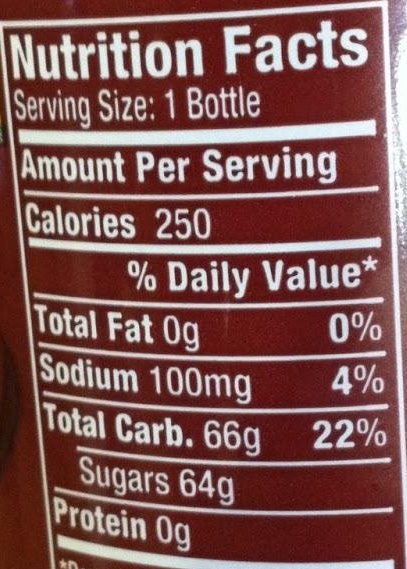 Nutrition Facts
Serving Size: 1 Bottle
Amount Per Serving
Calories 250
% Daily Value*
Total Fat 0g 0%
Sodium 100mg 4%
Total Carb. 66g 22%
Sugars 64g
Protein 0g